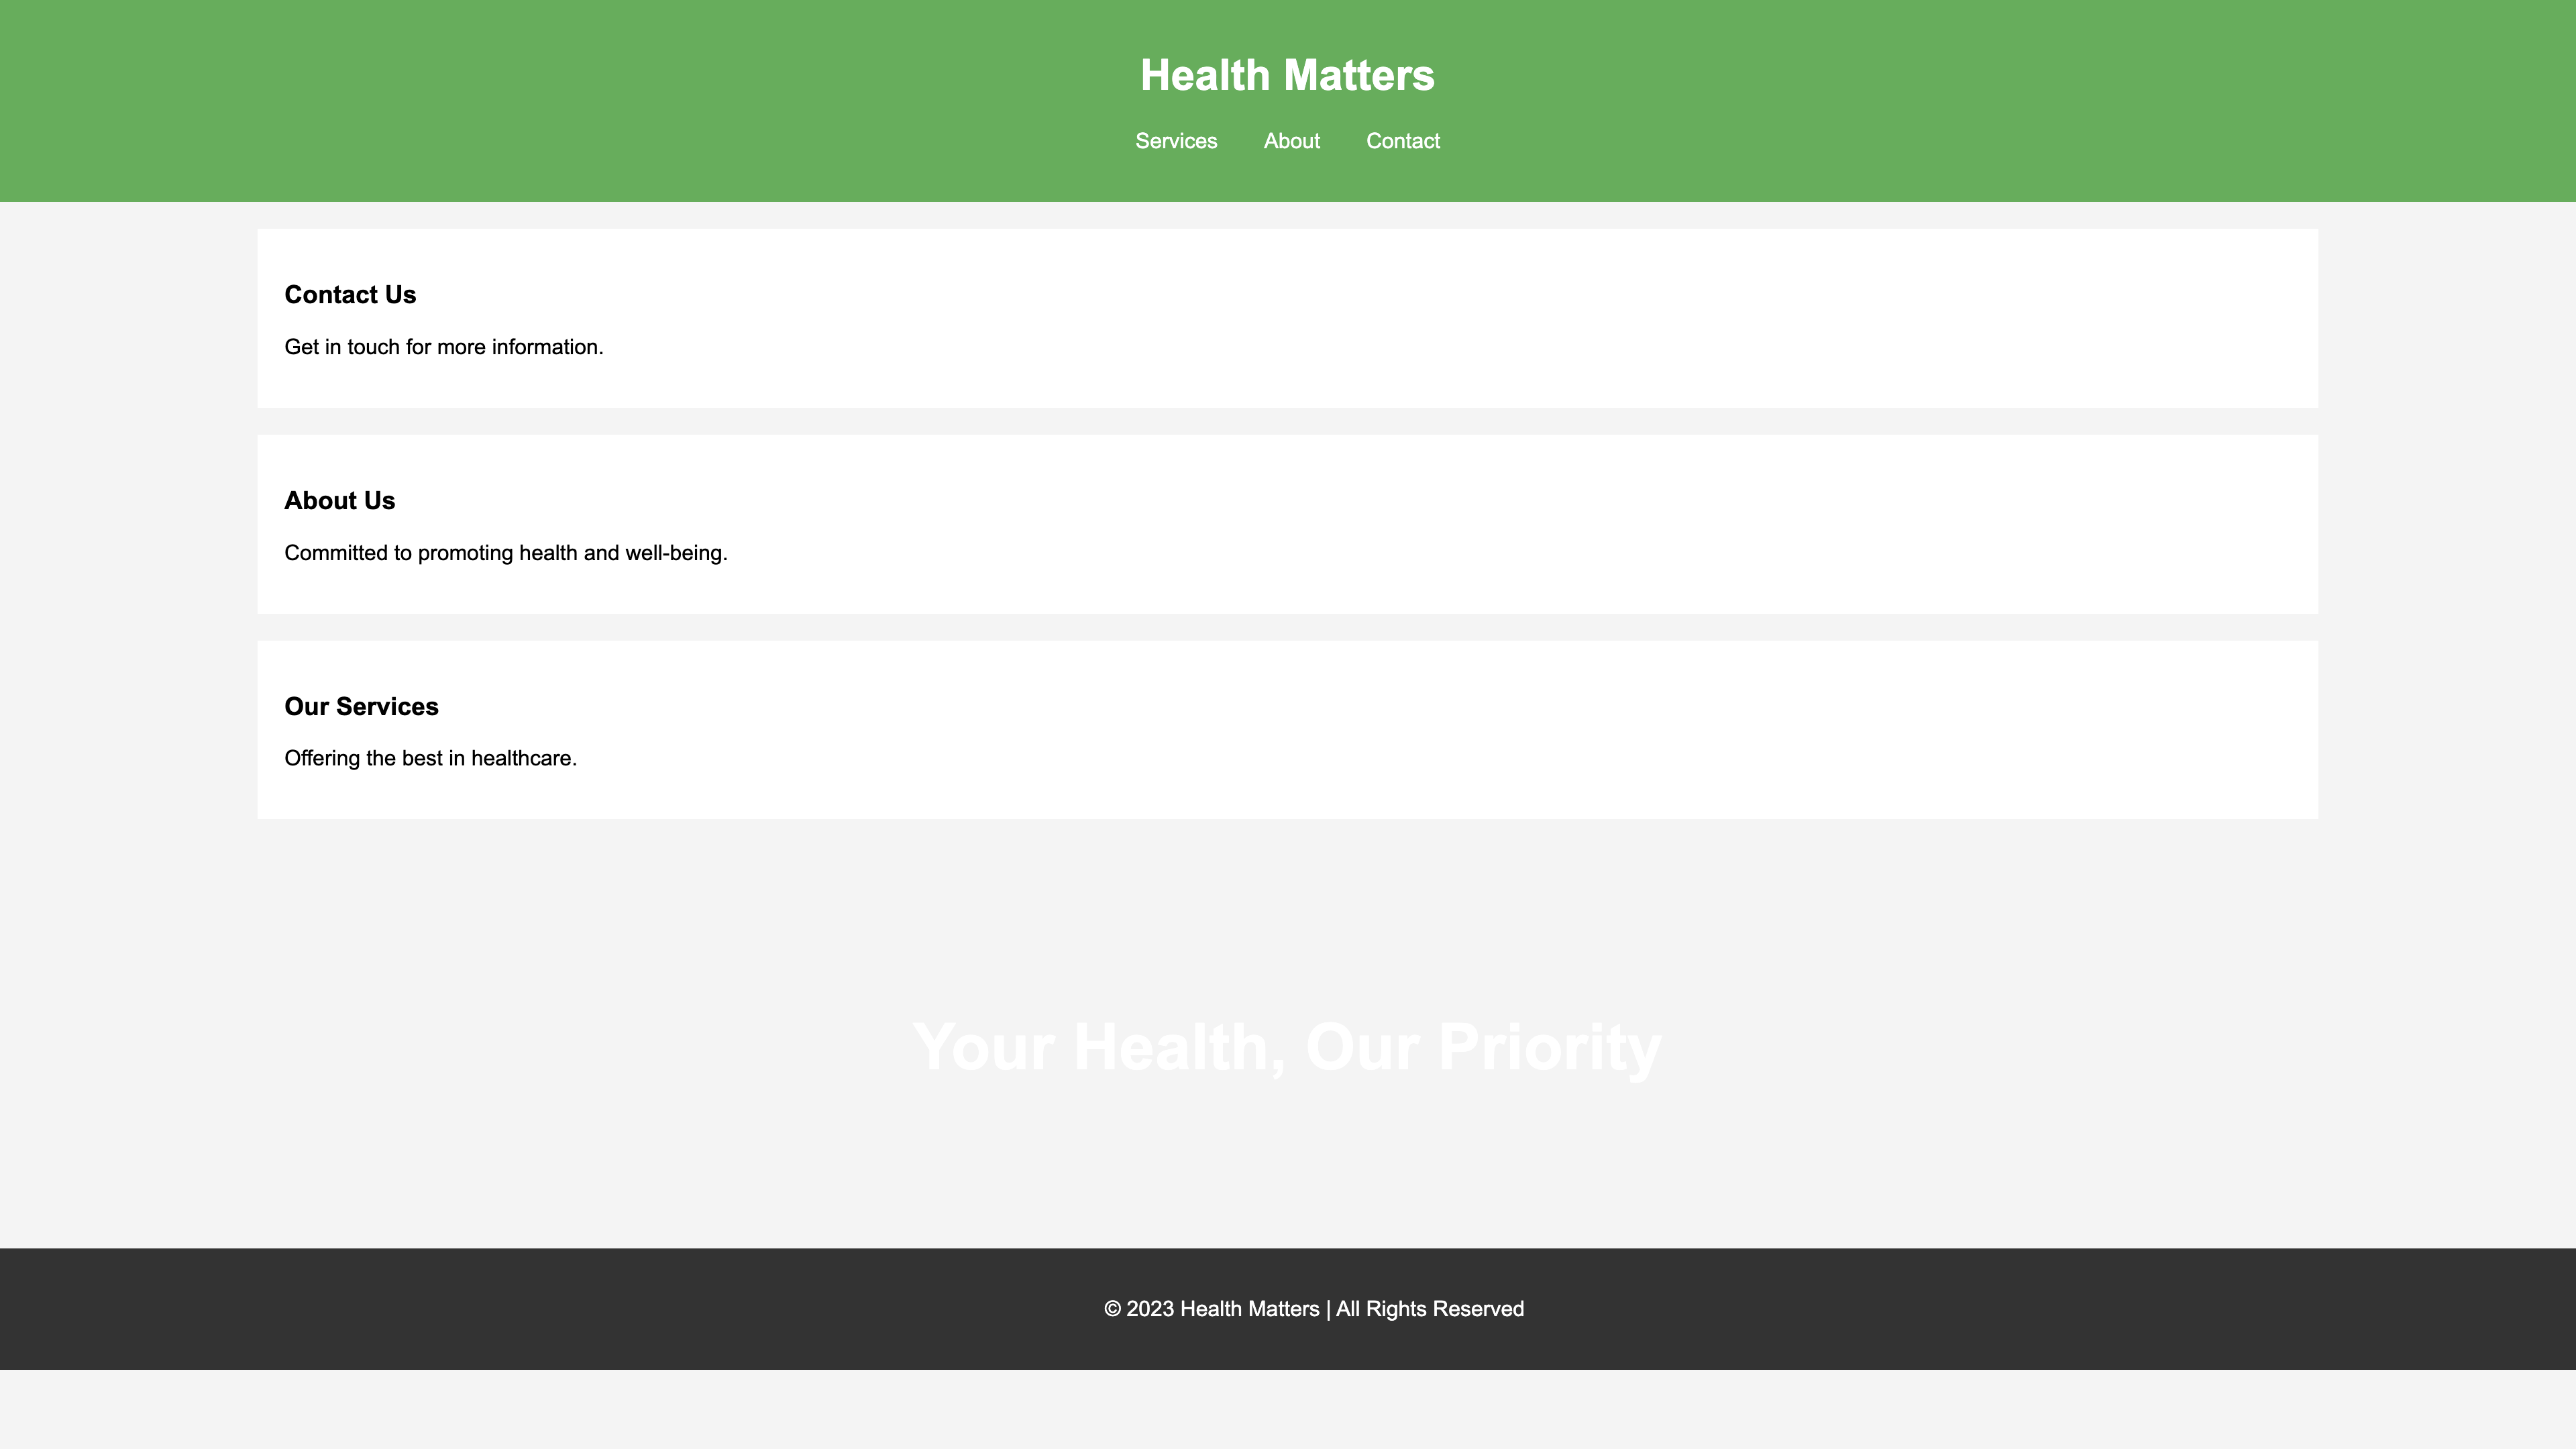 Health Matters
Services About Contact
Contact Us
Get in touch for more information.
About Us
Committed to promoting health and well-being.
Our Services
Offering the best in healthcare.
Your Health, Our Priority
© 2023 Health Matters | All Rights Reserved